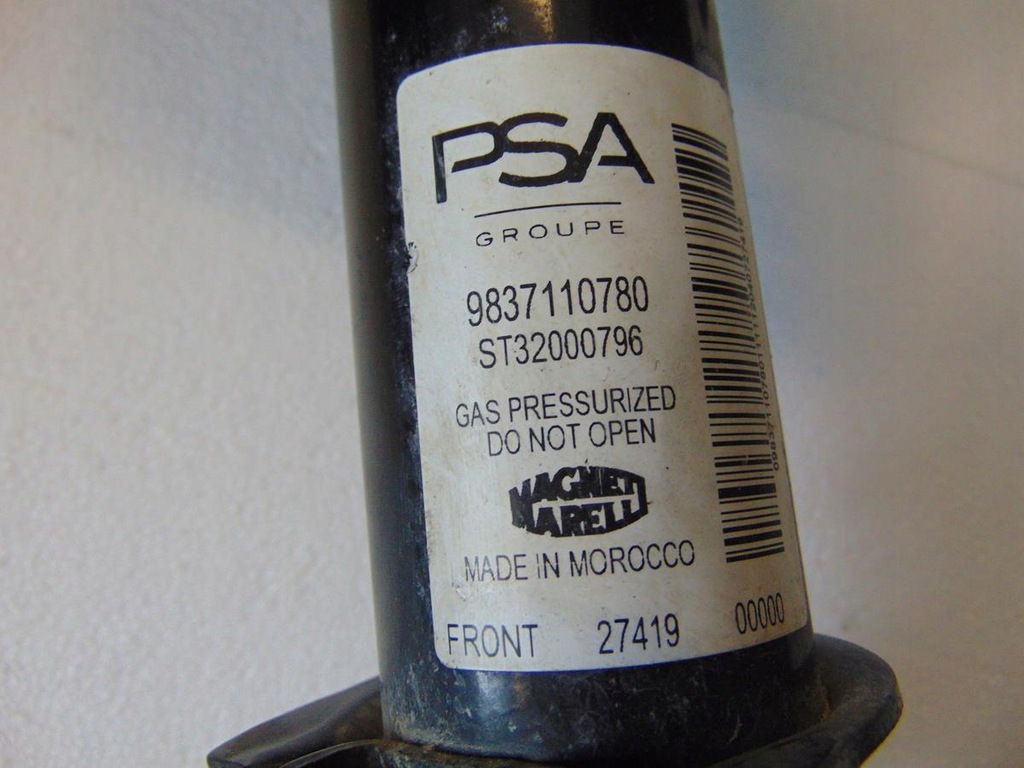 PSA
GROUPE
9837110780
ST32000796
GAS PRESSURIZED
DO NOT OPEN
MAGNETI
MARELLI
MADE IN MOROCCO
FRONT 27419 00000